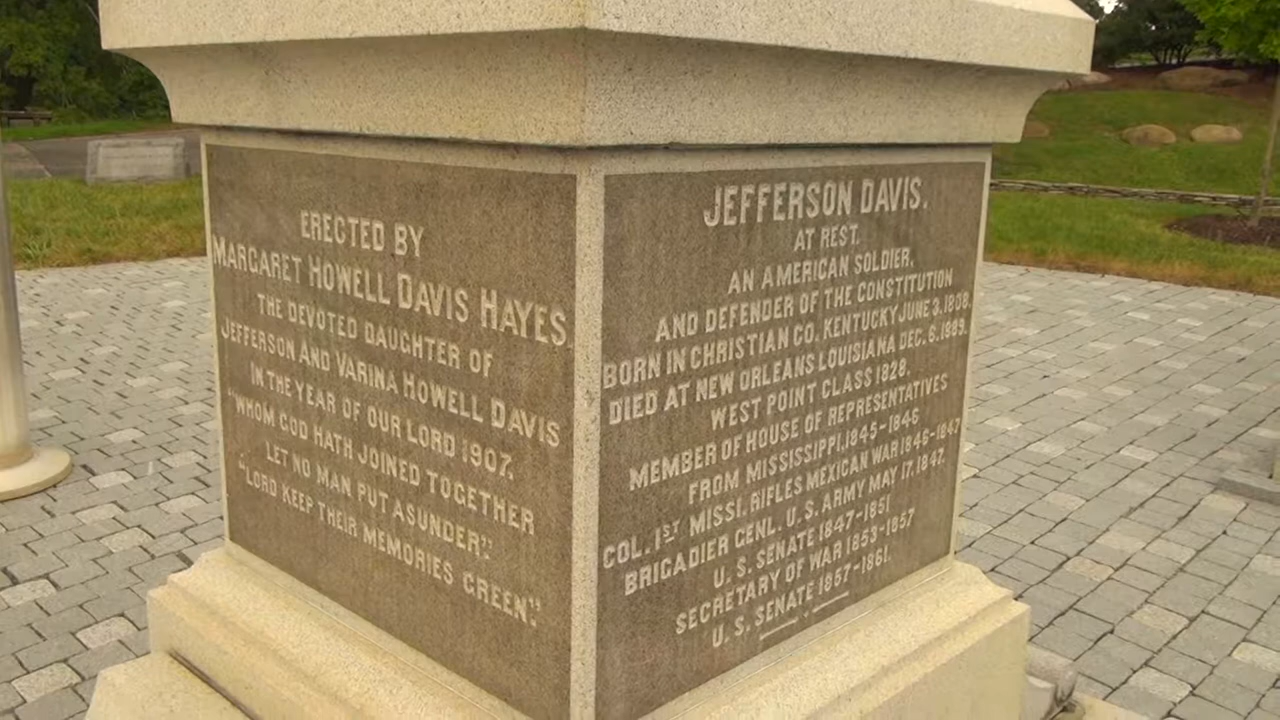 ERECTED BY
MARGARET HOWELL DAVIS HAYES,
THE DEVOTED DAUGHTER OF
JEFFERSON AND VARINA HOWELL DAVIS
IN THE YEAR OF OUR LORD 1907.
"WHOM GOD HATH JOINED TOGETHER
LET NO MAN PUT ASUNDER".
"LORD KEEP THEIR MEMORIES GREEN".
JEFFERSON DAVIS.
AT REST.
AN AMERICAN SOLDIER,
AND DEFENDER OF THE CONSTITUTION
BORN IN CHRISTIAN CO. KENTUCKY JUNE 3. 1808.
DIED AT NEW ORLEANS LOUISIANA DEC. 6. 1889.
WEST POINT CLASS 1828.
MEMBER OF HOUSE OF REPRESENTATIVES
FROM MISSISSIPPI, 1845-1846
COL. 1ST MISSI. RIFLES MEXICAN WAR 1846-1847
BRIGADIER GENL. U. S. ARMY MAY 17. 1847.
U. S. SENATE 1847-1851
SECRETARY OF WAR 1853-1857
U. S. SENATE 1857-1861.